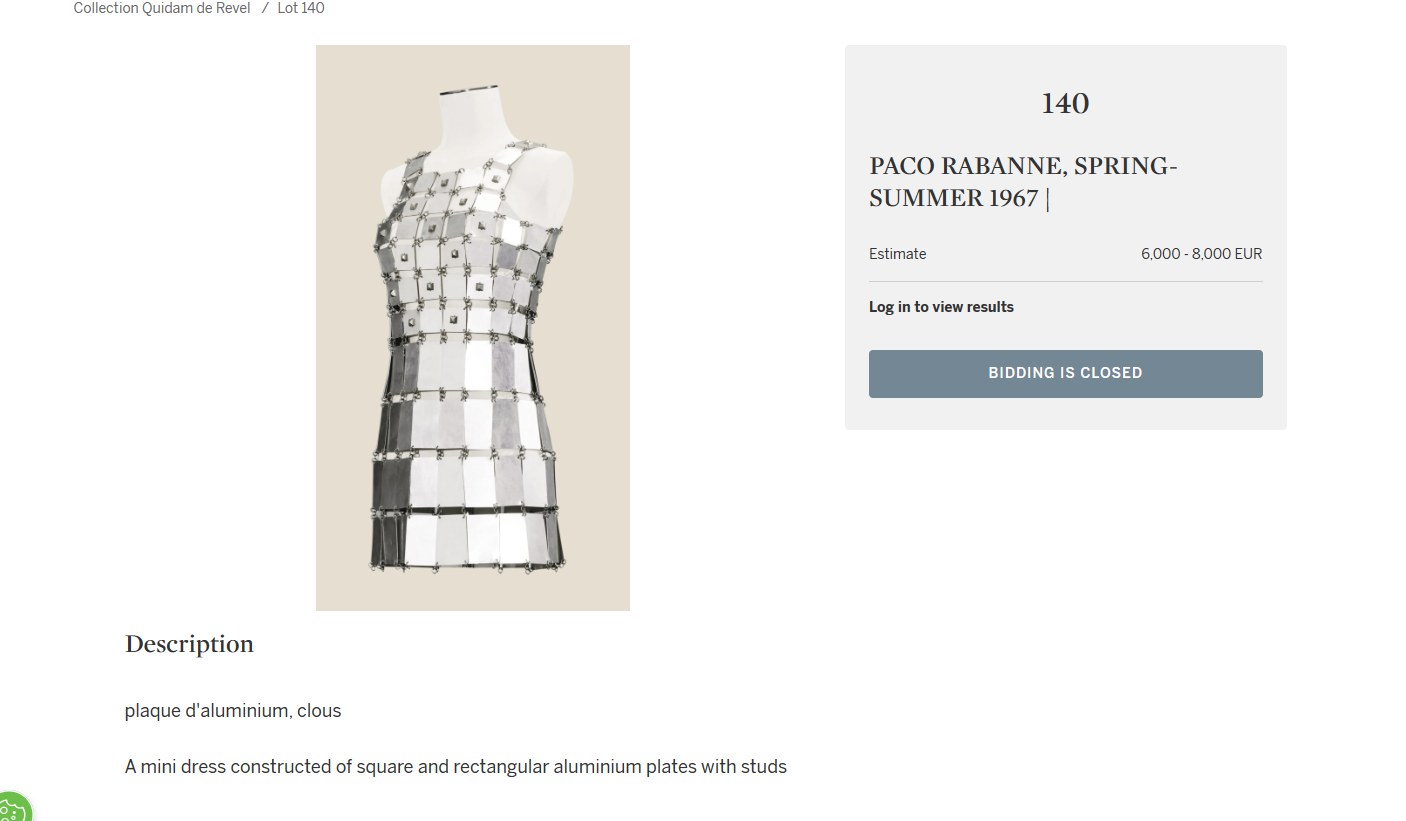 Collection Quidam de Revel / Lot 140
140
PACO RABANNE, SPRING-
SUMMER 1967 |
Estimate 6,000 - 8,000 EUR
Log in to view results
BIDDING IS CLOSED
Description
plaque d'aluminium, clous
A mini dress constructed of square and rectangular aluminium plates with studs